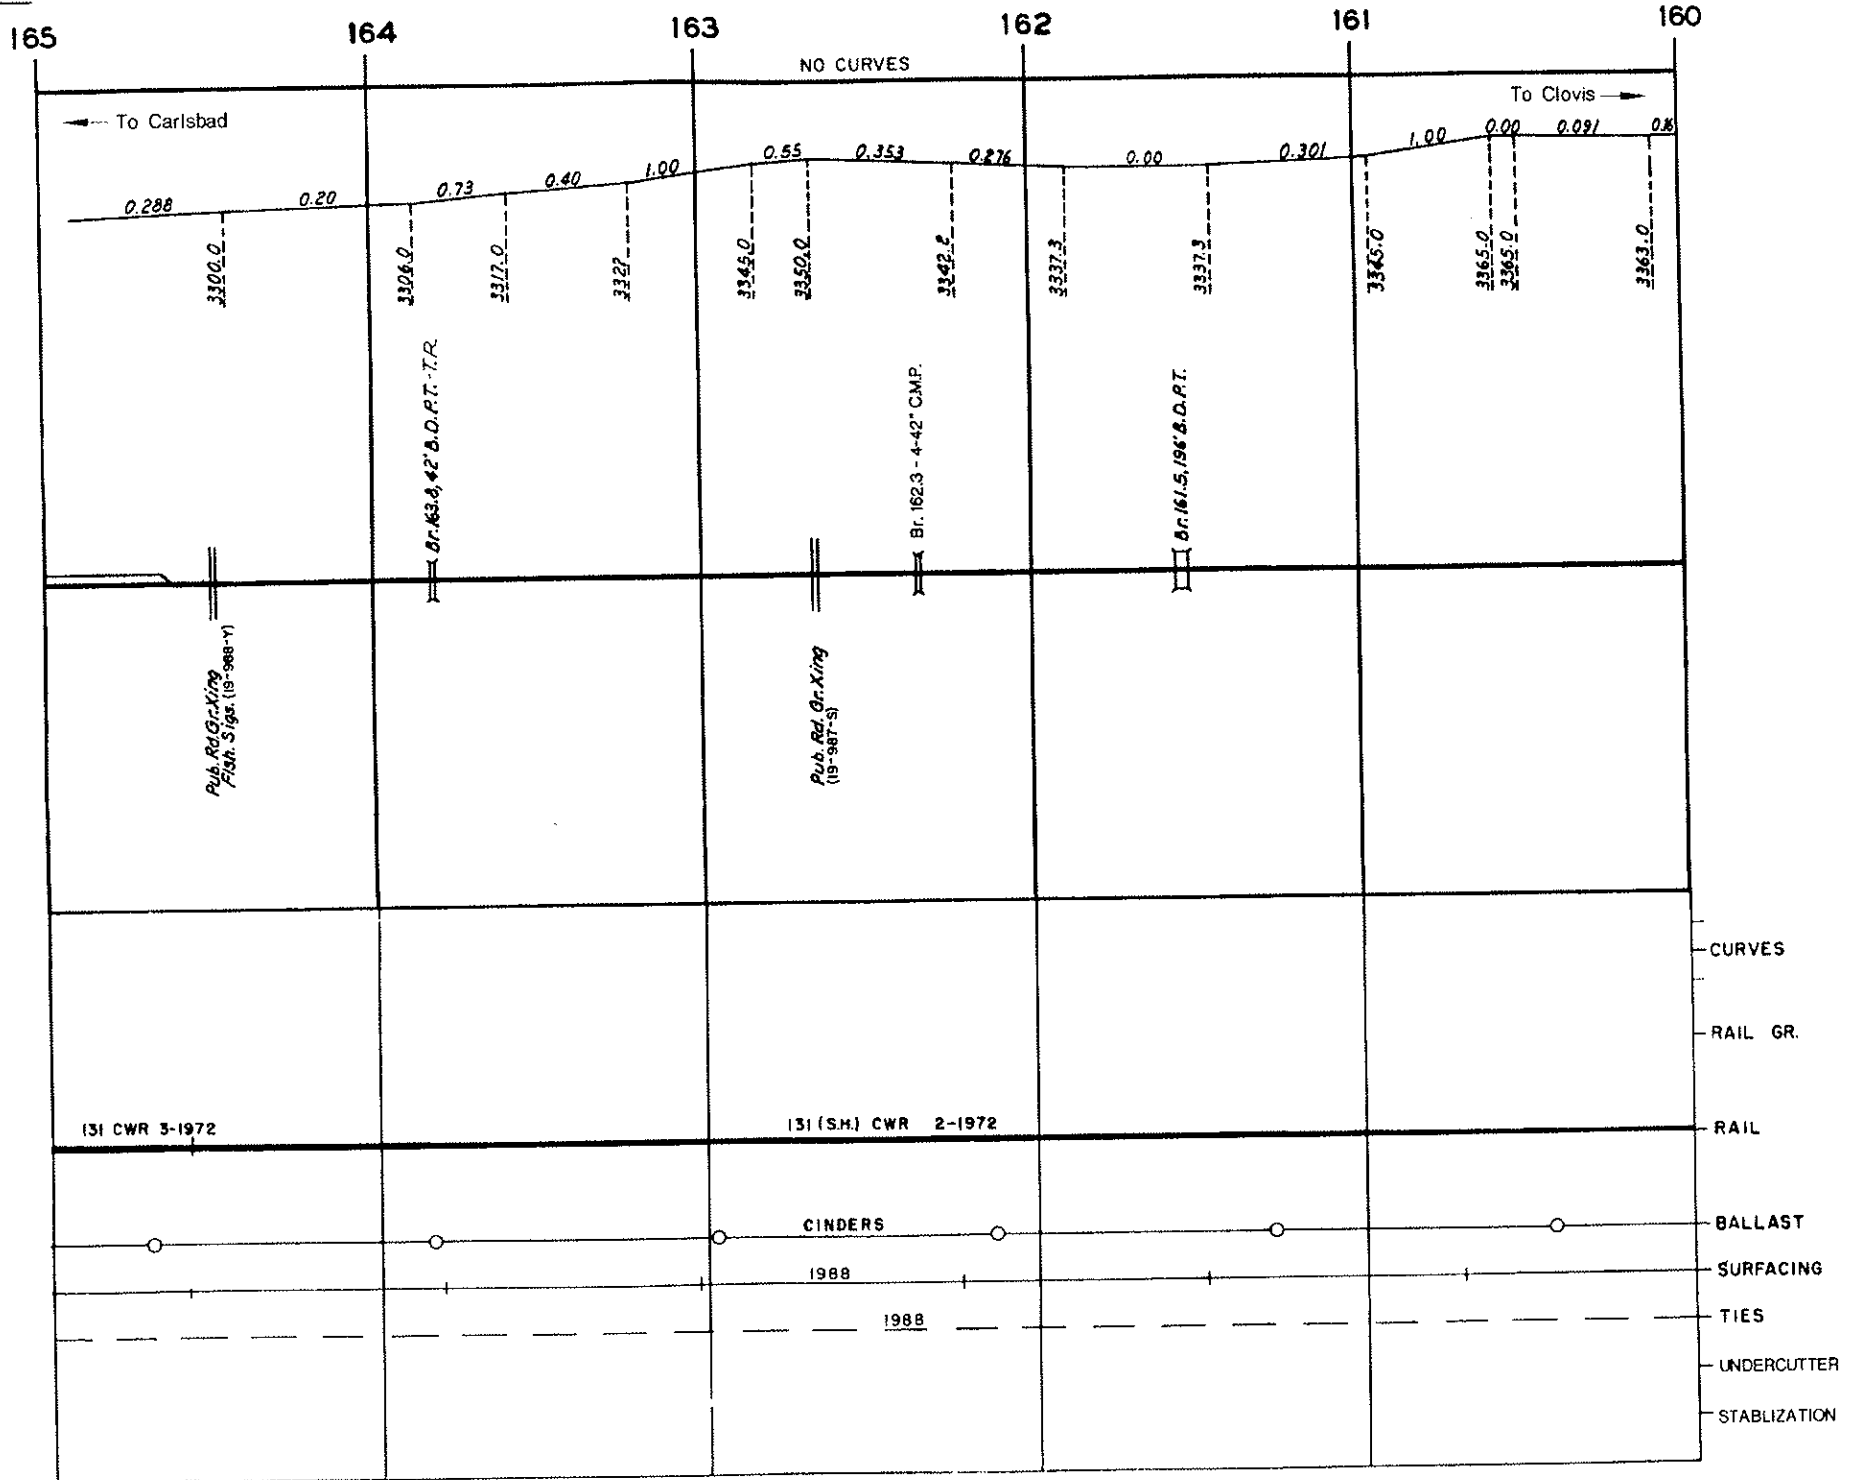 165 164 163 162 161 160
NO CURVES
To Carlsbad
To Clovis
0.288 0.20 0.73 0.40 1.00 0.55 0.353 0.276 0.00 0.301 1.00 0.00 0.091 0.16
3300.0 3306.0 3317.0 3322 3345.0 3350.0 3342.2 3337.3 3337.3 3345.0 3365.0 3365.0 3363.0
Br. 163.8, 42' B.D.P.T.-T.R.
Br. 162.3 - 4-42" C.M.P.
Br. 161.5, 196' B.D.P.T.
Pub. Rd. Gr. Xing
Flsh. Sigs. (19-988-Y)
Pub. Rd. Gr. Xing
(19-987-S)
CURVES
RAIL GR.
131 CWR 3-1972
131 (S.H.) CWR 2-1972
RAIL
CINDERS
BALLAST
1988
SURFACING
1988
TIES
UNDERCUTTER
STABLIZATION